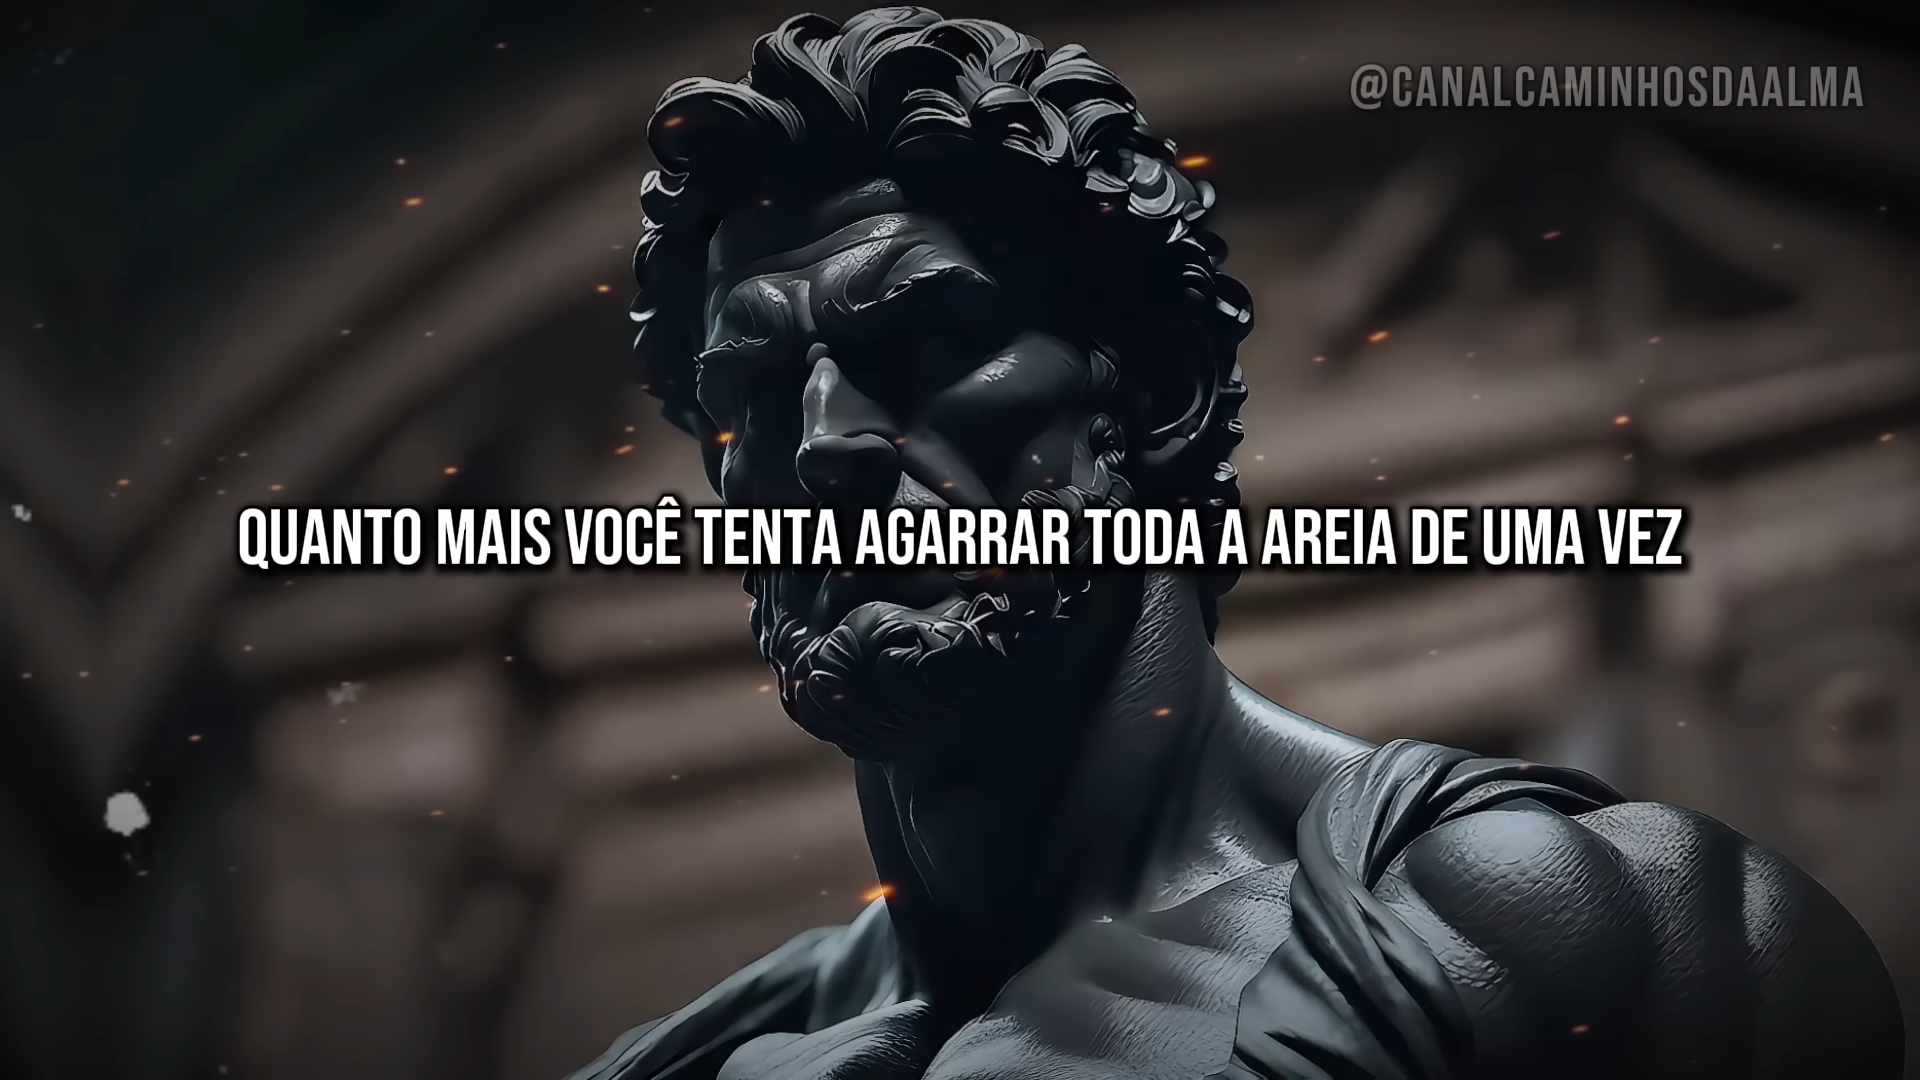 @CANALCAMINHOSDAALMA
QUANTO MAIS VOCÊ TENTA AGARRAR TODA A AREIA DE UMA VEZ